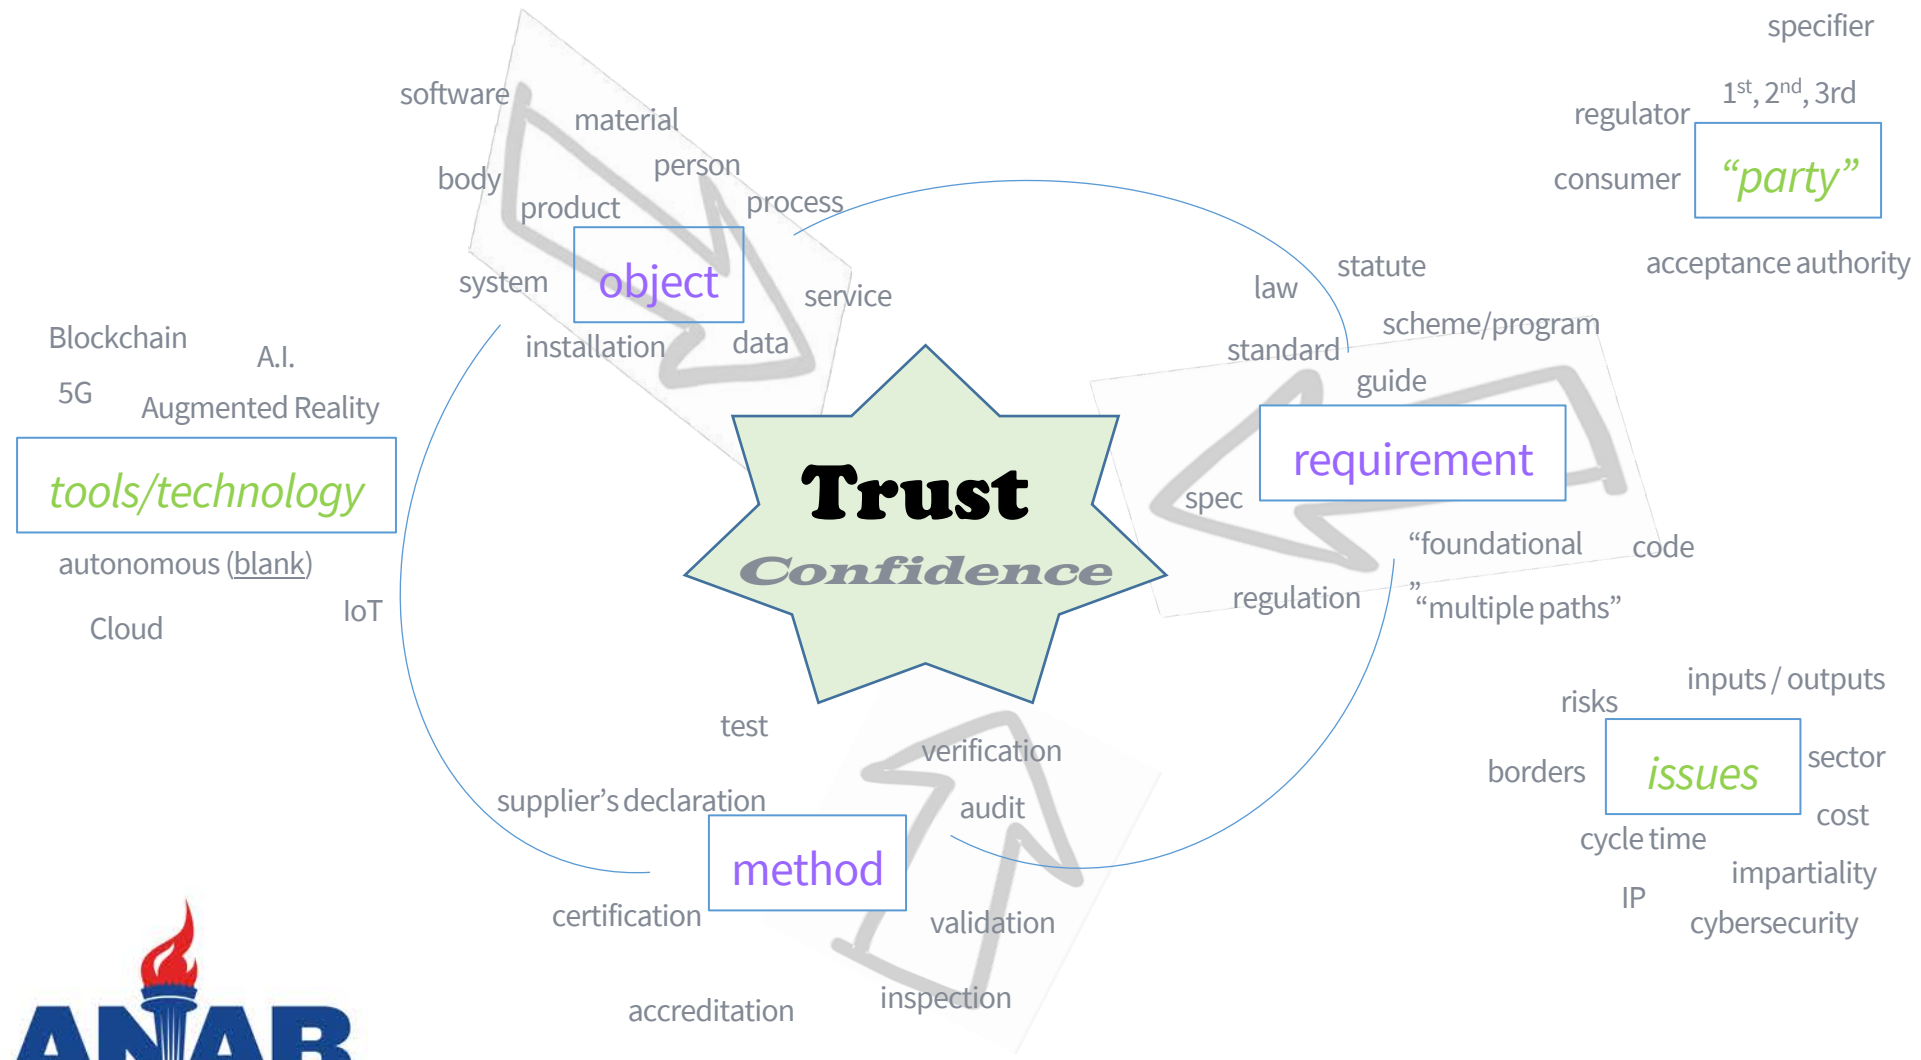 specifier
1st, 2nd, 3rd
regulator
consumer
“party”
acceptance authority
software
material
body
person
product
process
system
object
service
installation
data
Blockchain
A.I.
5G
Augmented Reality
tools/technology
autonomous (blank)
IoT
Cloud
statute
law
scheme/program
standard
guide
requirement
spec
“foundational
”
code
regulation
“multiple paths”
Trust
Confidence
inputs / outputs
risks
borders
issues
sector
cost
cycle time
impartiality
IP
cybersecurity
test
verification
supplier’s declaration
audit
method
certification
validation
accreditation
inspection
ANAB